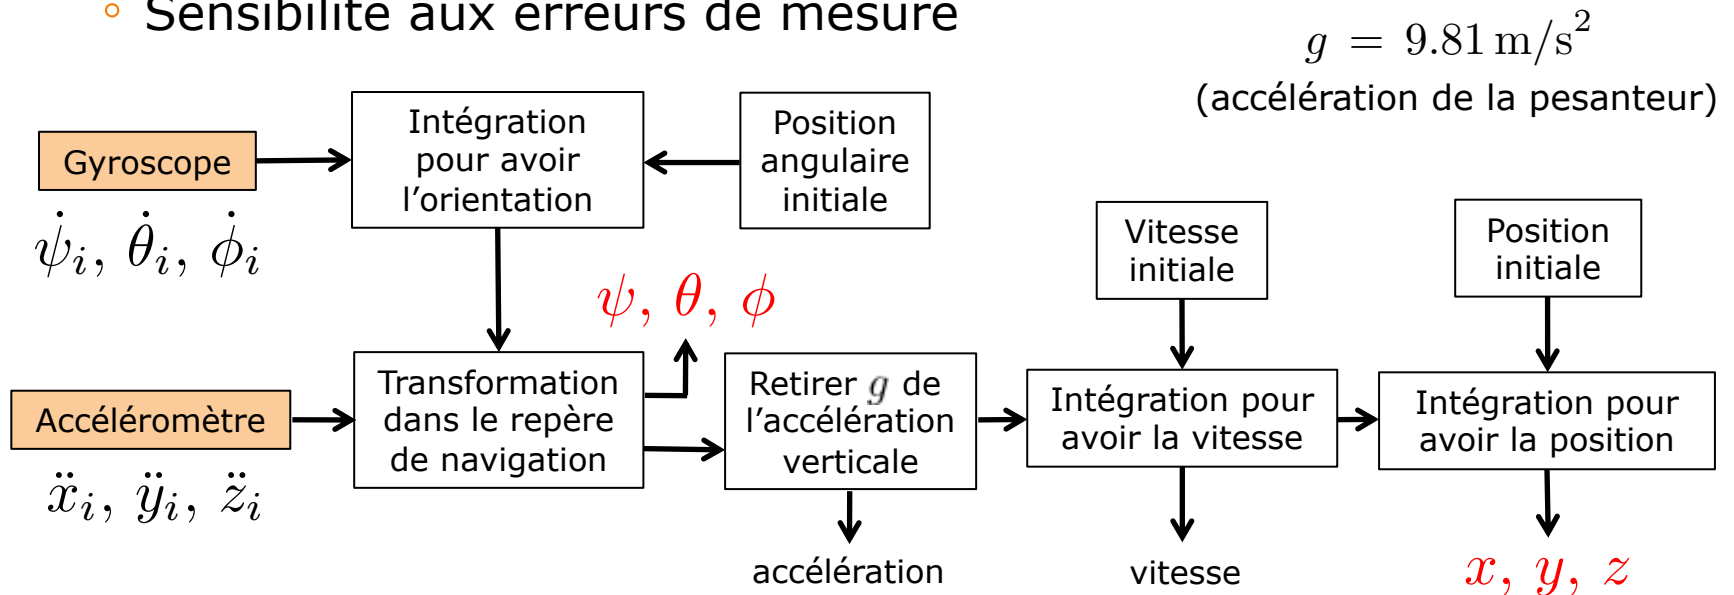 ◦ Sensibilité aux erreurs de mesure
g = 9.81 m/s²
(accélération de la pesanteur)
Gyroscope
ψ̇ᵢ, θ̇ᵢ, ϕ̇ᵢ
Intégration
pour avoir
l'orientation
Position
angulaire
initiale
ψ, θ, ϕ
Vitesse
initiale
Position
initiale
Accéléromètre
ẍᵢ, ÿᵢ, z̈ᵢ
Transformation
dans le repère
de navigation
Retirer g de
l'accélération
verticale
Intégration pour
avoir la vitesse
Intégration pour
avoir la position
accélération
vitesse
x, y, z